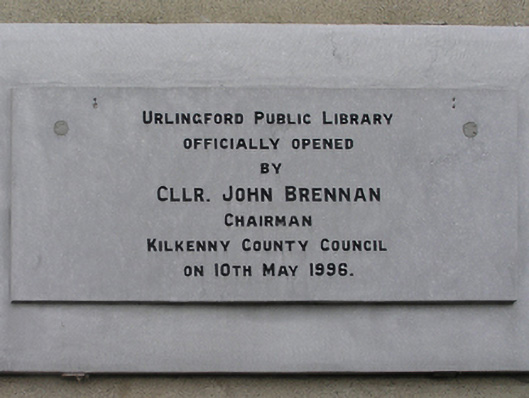 Urlingford Public Library
officially opened
by
Cllr. John Brennan
Chairman
Kilkenny County Council
on 10th May 1996.